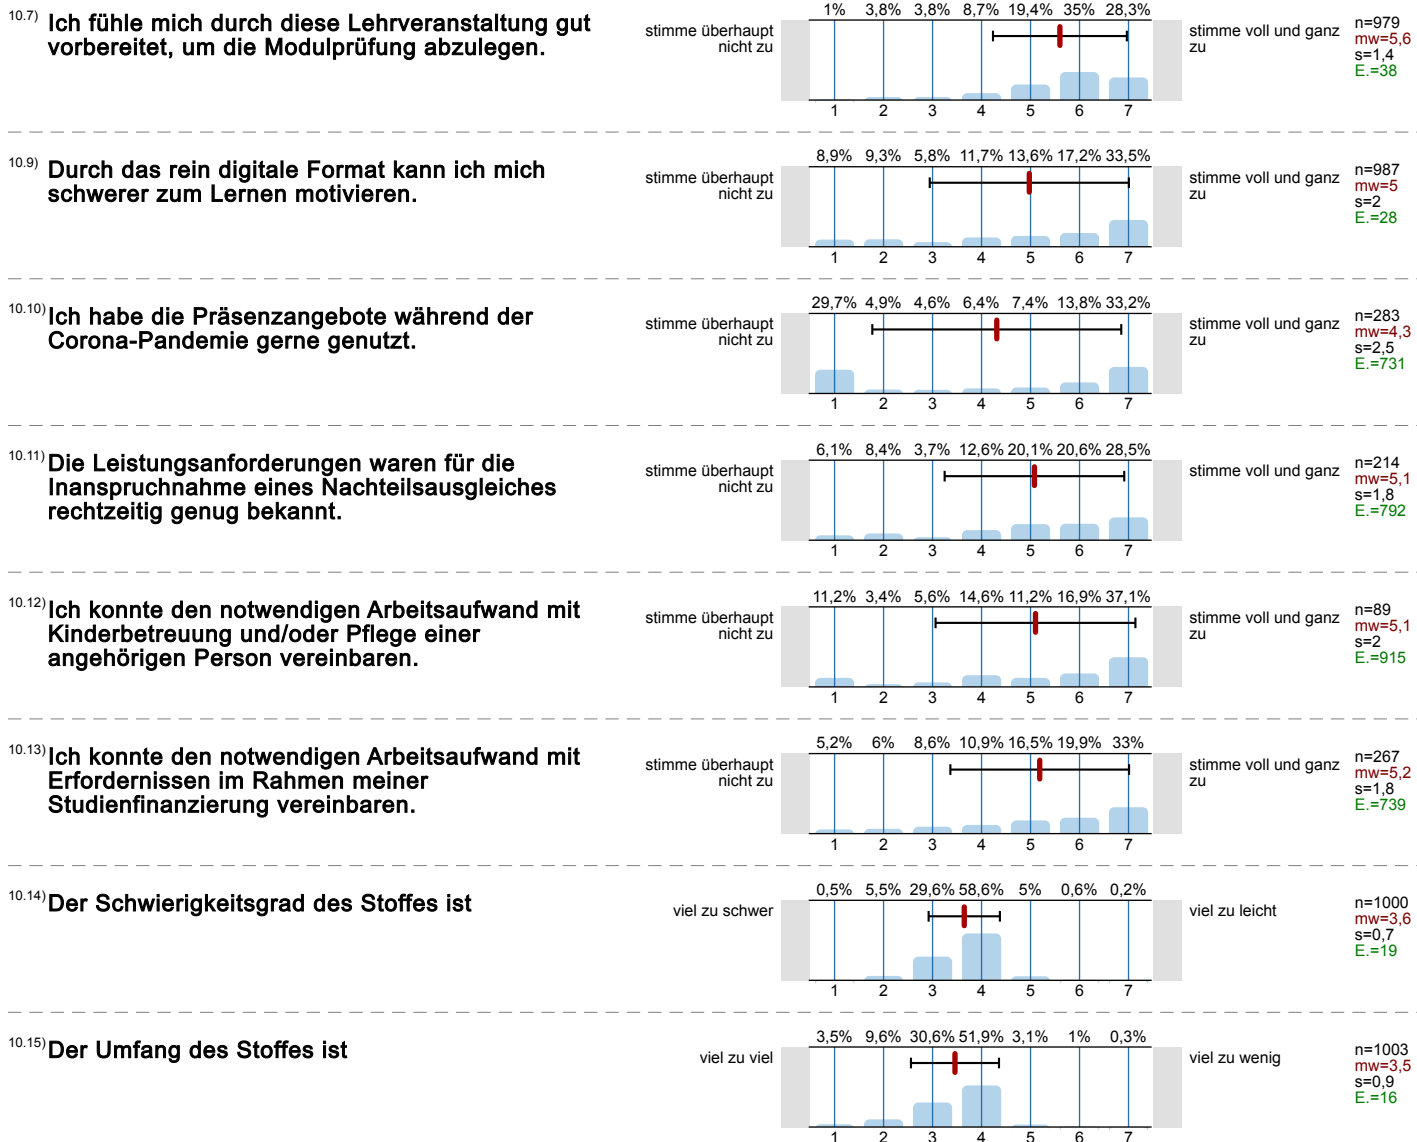 10.7) Ich fühle mich durch diese Lehrveranstaltung gut
vorbereitet, um die Modulprüfung abzulegen.
stimme überhaupt
nicht zu
1% 3,8% 3,8% 8,7% 19,4% 35% 28,3%
1 2 3 4 5 6 7
stimme voll und ganz
zu
n=979
mw=5,6
s=1,4
E.=38
10.9) Durch das rein digitale Format kann ich mich
schwerer zum Lernen motivieren.
stimme überhaupt
nicht zu
8,9% 9,3% 5,8% 11,7% 13,6% 17,2% 33,5%
1 2 3 4 5 6 7
stimme voll und ganz
zu
n=987
mw=5
s=2
E.=28
10.10) Ich habe die Präsenzangebote während der
Corona-Pandemie gerne genutzt.
stimme überhaupt
nicht zu
29,7% 4,9% 4,6% 6,4% 7,4% 13,8% 33,2%
1 2 3 4 5 6 7
stimme voll und ganz
zu
n=283
mw=4,3
s=2,5
E.=731
10.11) Die Leistungsanforderungen waren für die
Inanspruchnahme eines Nachteilsausgleiches
rechtzeitig genug bekannt.
stimme überhaupt
nicht zu
6,1% 8,4% 3,7% 12,6% 20,1% 20,6% 28,5%
1 2 3 4 5 6 7
stimme voll und ganz
zu
n=214
mw=5,1
s=1,8
E.=792
10.12) Ich konnte den notwendigen Arbeitsaufwand mit
Kinderbetreuung und/oder Pflege einer
angehörigen Person vereinbaren.
stimme überhaupt
nicht zu
11,2% 3,4% 5,6% 14,6% 11,2% 16,9% 37,1%
1 2 3 4 5 6 7
stimme voll und ganz
zu
n=89
mw=5,1
s=2
E.=915
10.13) Ich konnte den notwendigen Arbeitsaufwand mit
Erfordernissen im Rahmen meiner
Studienfinanzierung vereinbaren.
stimme überhaupt
nicht zu
5,2% 6% 8,6% 10,9% 16,5% 19,9% 33%
1 2 3 4 5 6 7
stimme voll und ganz
zu
n=267
mw=5,2
s=1,8
E.=739
10.14) Der Schwierigkeitsgrad des Stoffes ist
viel zu schwer
0,5% 5,5% 29,6% 58,6% 5% 0,6% 0,2%
1 2 3 4 5 6 7
viel zu leicht
n=1000
mw=3,6
s=0,7
E.=19
10.15) Der Umfang des Stoffes ist
viel zu viel
3,5% 9,6% 30,6% 51,9% 3,1% 1% 0,3%
1 2 3 4 5 6 7
viel zu wenig
n=1003
mw=3,5
s=0,9
E.=16